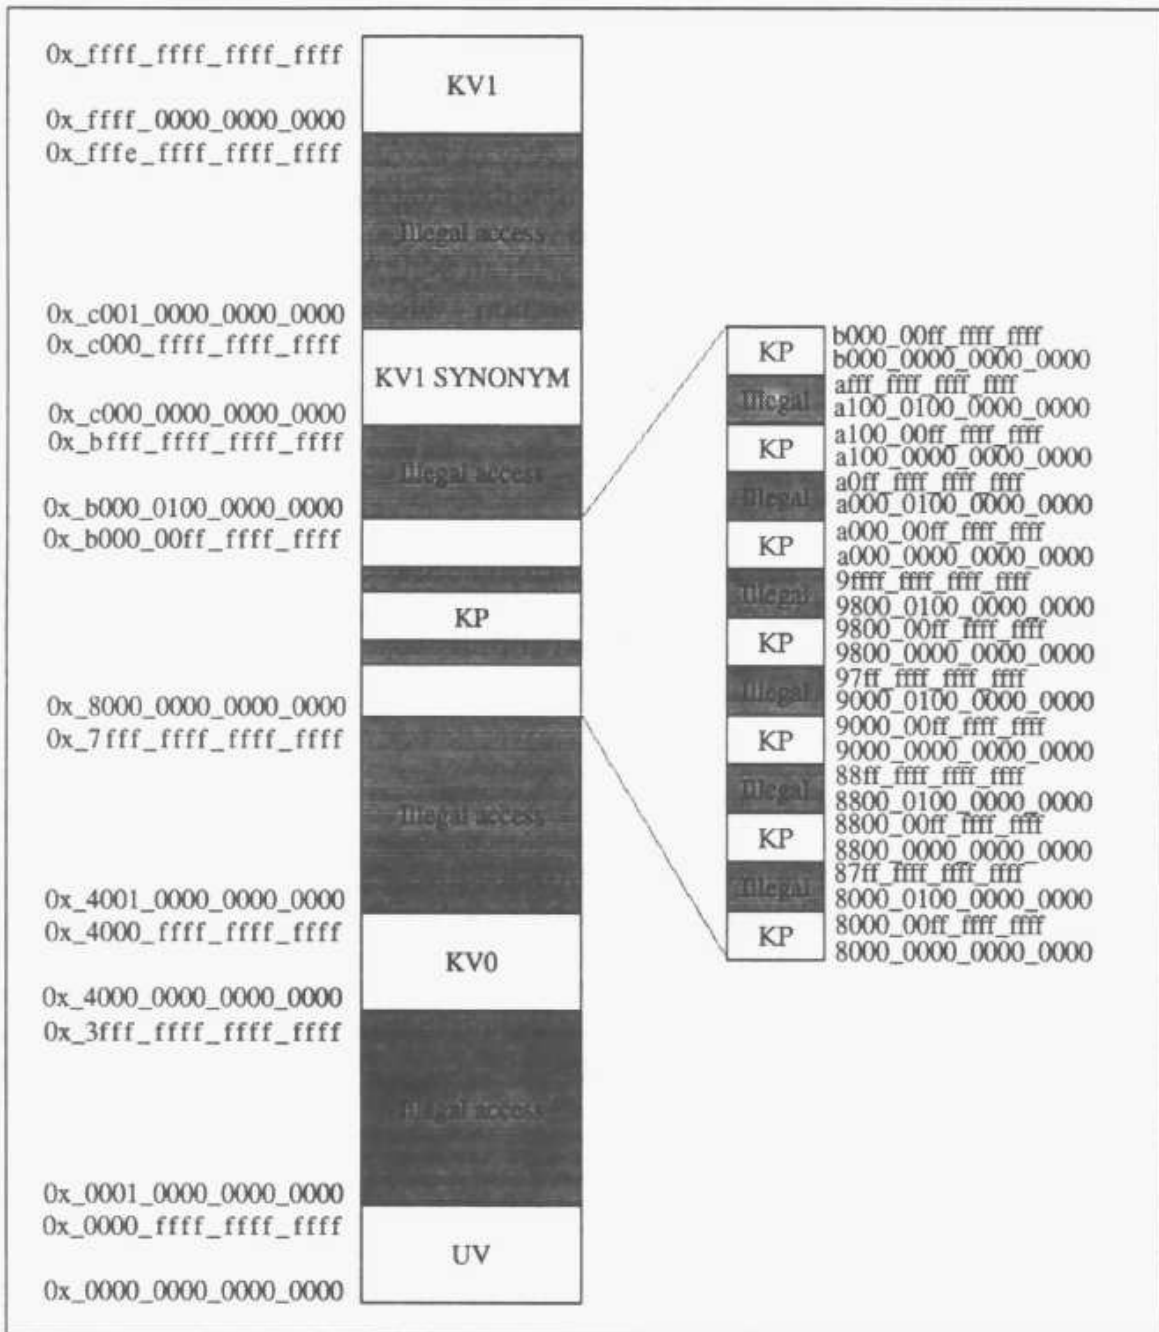 0x_ffff_ffff_ffff_ffff
KV1
0x_ffff_0000_0000_0000
0x_fffe_ffff_ffff_ffff
Illegal access
0x_c001_0000_0000_0000
0x_c000_ffff_ffff_ffff
KV1 SYNONYM
0x_c000_0000_0000_0000
0x_bfff_ffff_ffff_ffff
Illegal access
0x_b000_0100_0000_0000
0x_b000_00ff_ffff_ffff
KP
0x_8000_0000_0000_0000
0x_7fff_ffff_ffff_ffff
Illegal access
0x_4001_0000_0000_0000
0x_4000_ffff_ffff_ffff
KV0
0x_4000_0000_0000_0000
0x_3fff_ffff_ffff_ffff
Illegal access
0x_0001_0000_0000_0000
0x_0000_ffff_ffff_ffff
UV
0x_0000_0000_0000_0000
KP
b000_00ff_ffff_ffff
b000_0000_0000_0000
Illegal
afff_ffff_ffff_ffff
a100_0100_0000_0000
KP
a100_00ff_ffff_ffff
a100_0000_0000_0000
Illegal
a0ff_ffff_ffff_ffff
a000_0100_0000_0000
KP
a000_00ff_ffff_ffff
a000_0000_0000_0000
Illegal
9ffff_ffff_ffff_ffff
9800_0100_0000_0000
KP
9800_00ff_ffff_ffff
9800_0000_0000_0000
Illegal
97ff_ffff_ffff_ffff
9000_0100_0000_0000
KP
9000_00ff_ffff_ffff
9000_0000_0000_0000
Illegal
88ff_ffff_ffff_ffff
8800_0100_0000_0000
KP
8800_00ff_ffff_ffff
8800_0000_0000_0000
Illegal
87ff_ffff_ffff_ffff
8000_0100_0000_0000
KP
8000_00ff_ffff_ffff
8000_0000_0000_0000